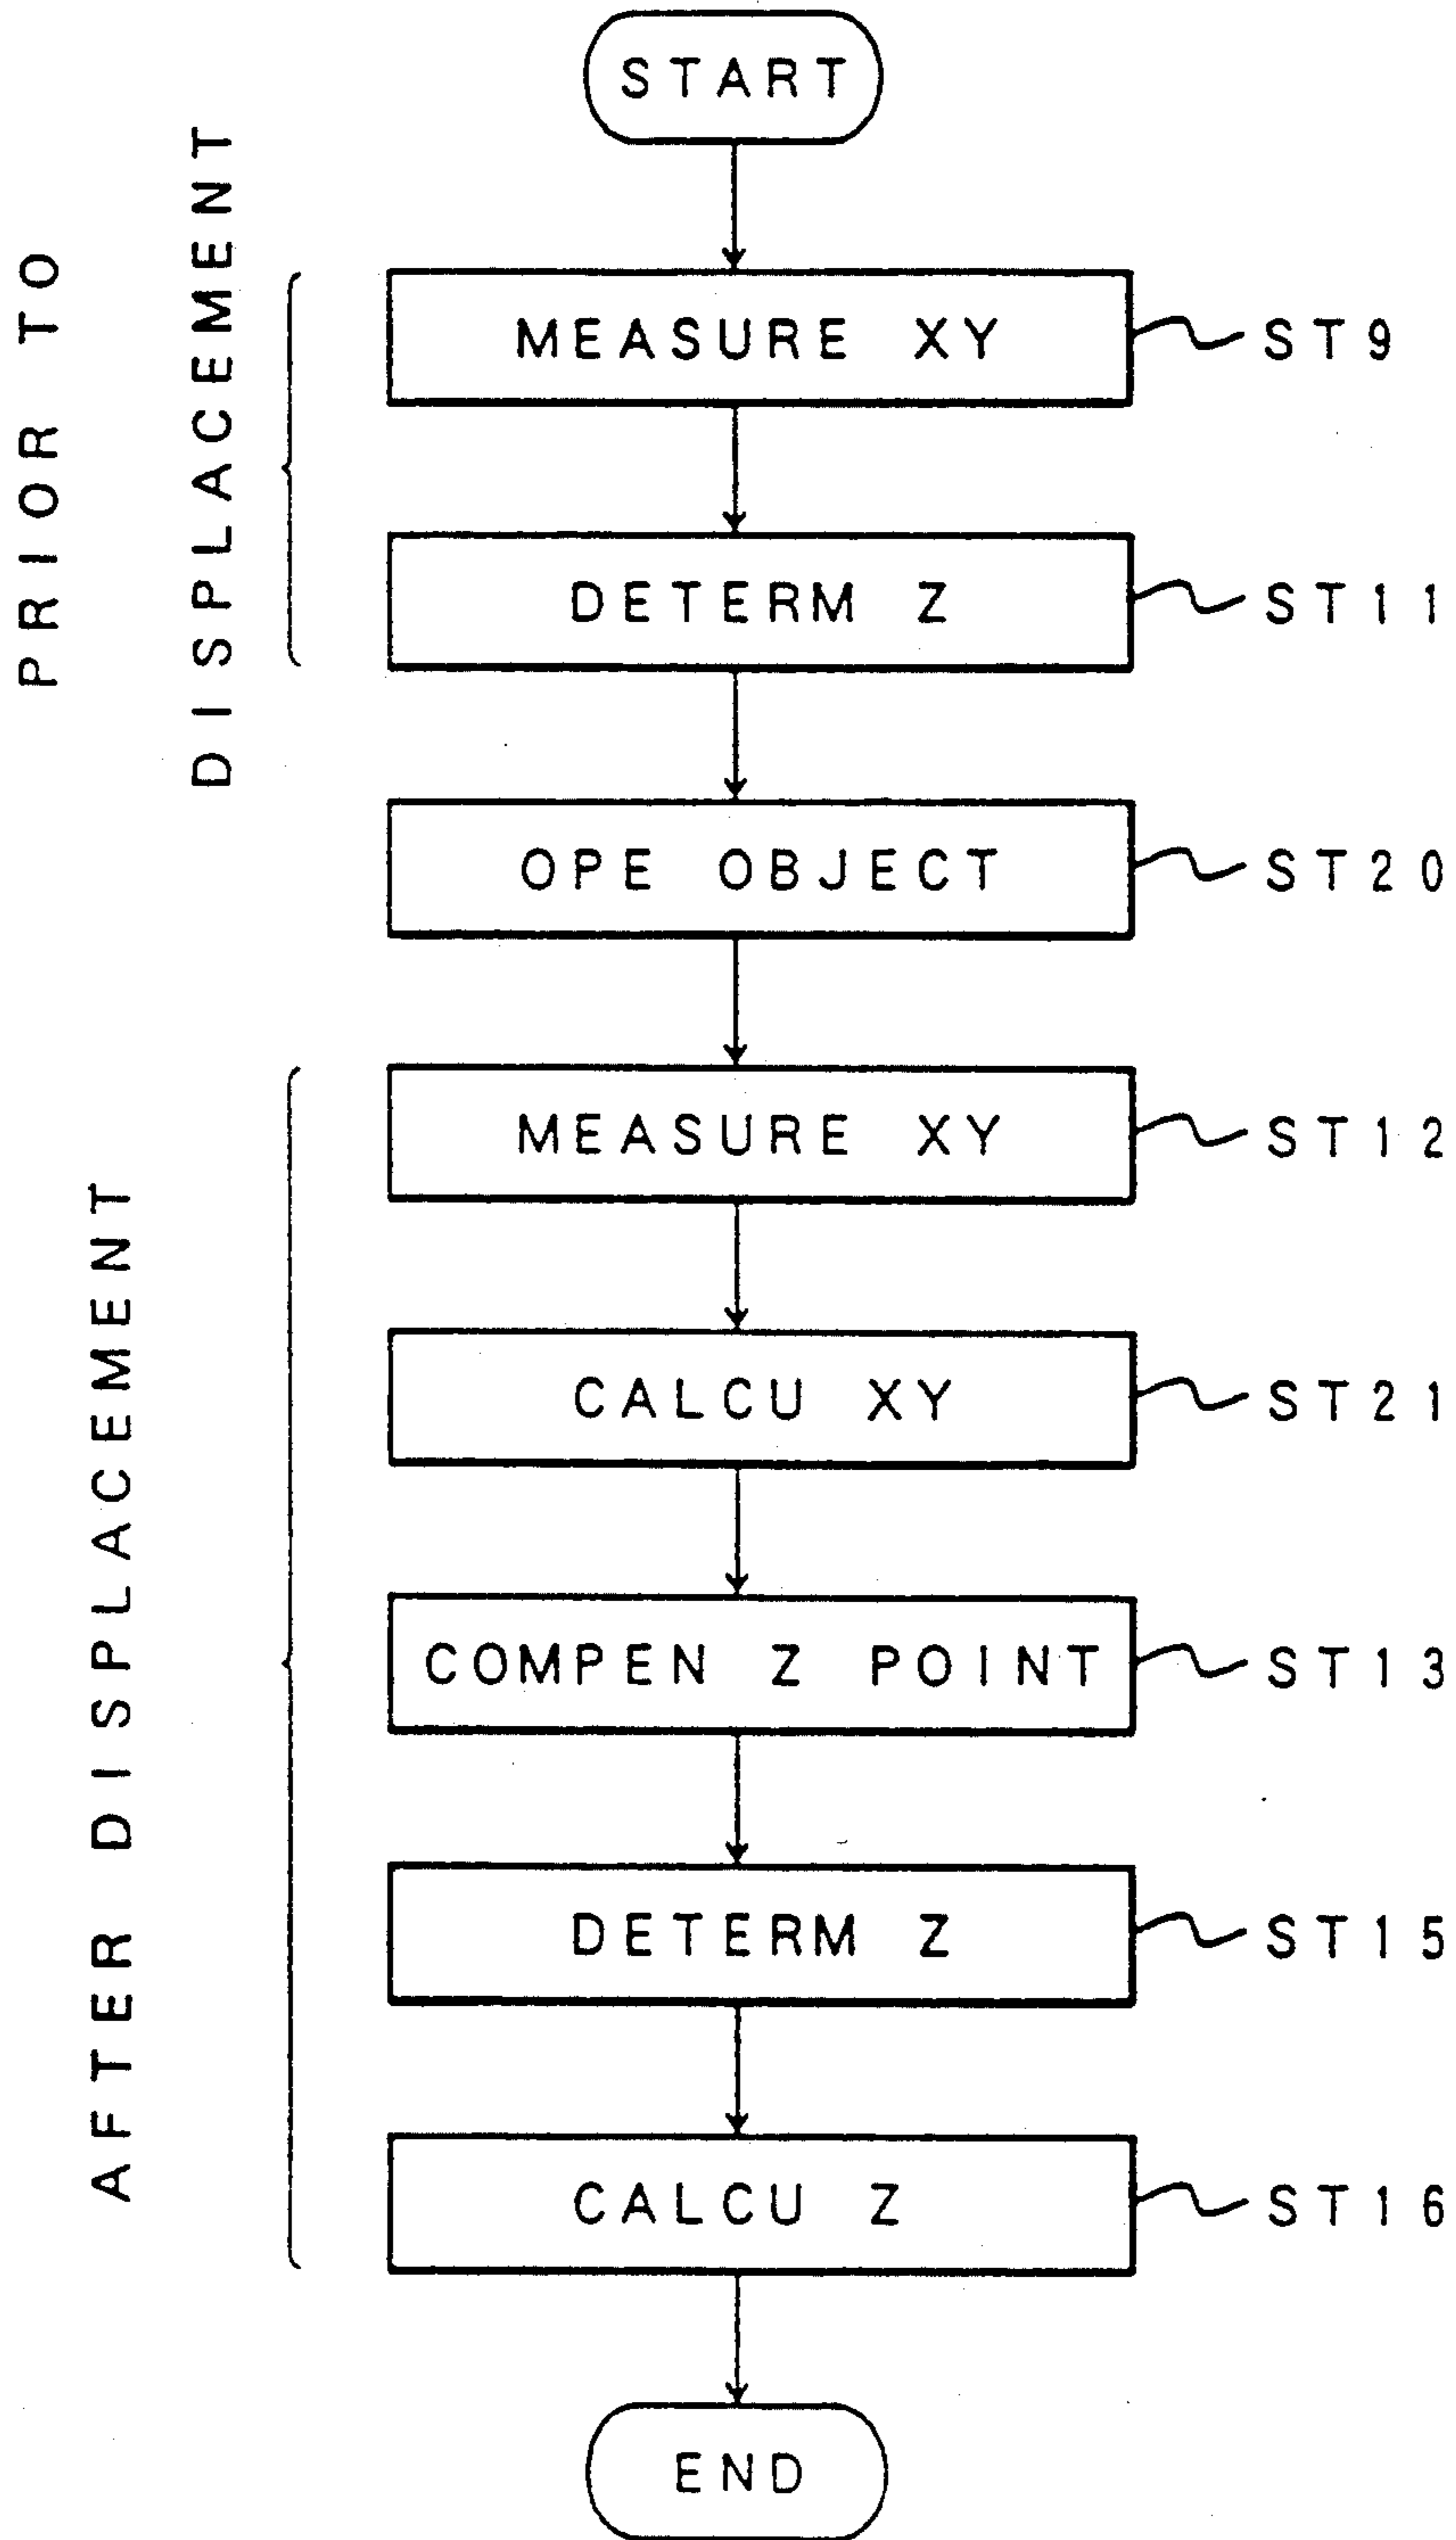 START
PRIOR TO
DISPLACEMENT
MEASURE XY
ST9
DETERM Z
ST11
OPE OBJECT
ST20
AFTER DISPLACEMENT
MEASURE XY
ST12
CALCU XY
ST21
COMPEN Z POINT
ST13
DETERM Z
ST15
CALCU Z
ST16
END